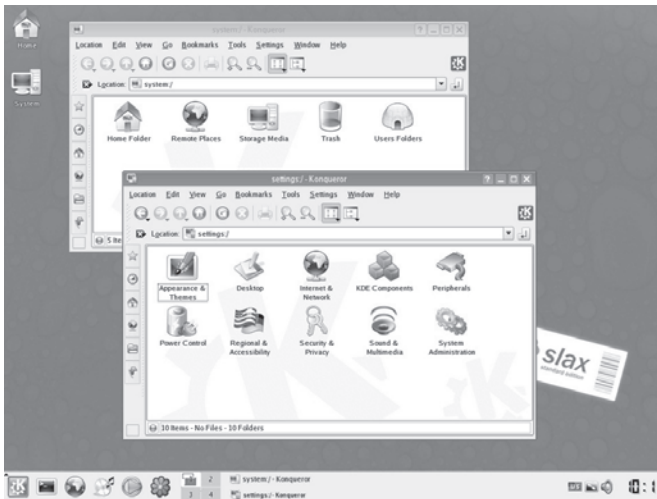 Home
System
system:/ - Konqueror
Location Edit View Go Bookmarks Tools Settings Window Help
Location: system:/
Home Folder Remote Places Storage Media Trash Users Folders
5 Ite
settings:/ - Konqueror
Location Edit View Go Bookmarks Tools Settings Window Help
Location: settings:/
Appearance & Themes
Desktop
Internet & Network
KDE Components
Peripherals
Power Control
Regional & Accessibility
Security & Privacy
Sound & Multimedia
System Administration
10 Items - No Files - 10 Folders
slax
standard edition
2
3 4
system:/ - Konqueror
settings:/ - Konqueror